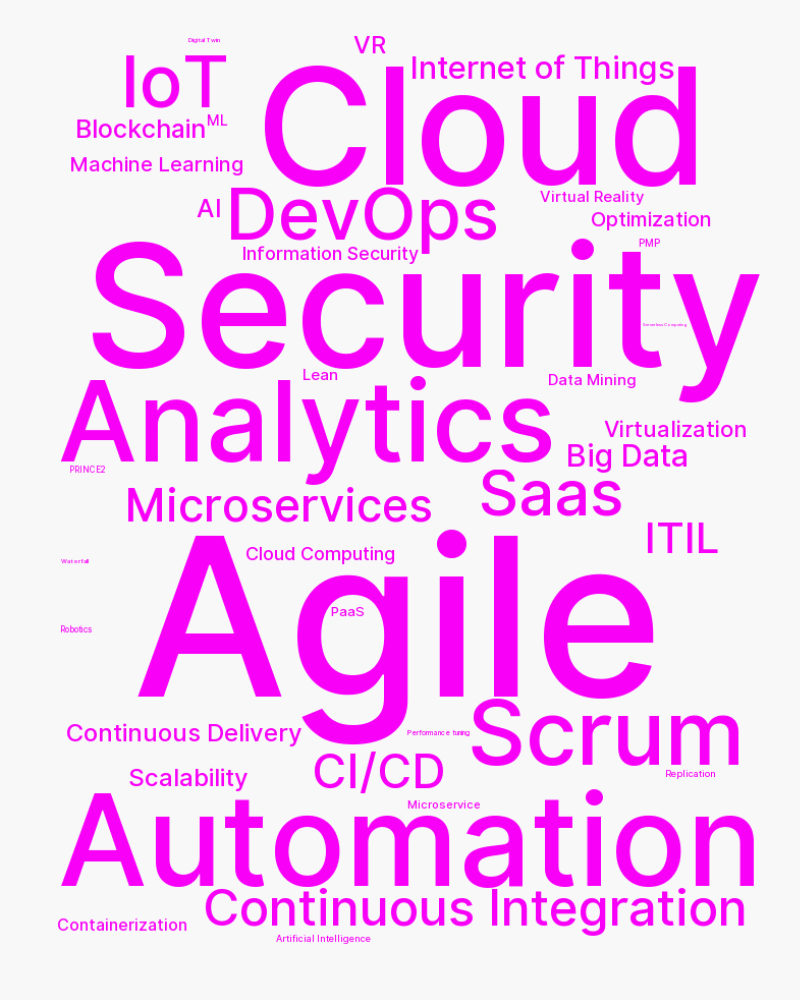 Digital Twin
VR
IoT
Internet of Things
Cloud
Blockchain
ML
Machine Learning
AI
DevOps
Virtual Reality
Optimization
Information Security
PMP
Security
Serverless Computing
Lean
Data Mining
Analytics
Virtualization
Big Data
PRINCE2
Microservices
Saas
ITIL
Cloud Computing
Waterfall
Agile
PaaS
Robotics
Continuous Delivery
Performance tuning
Scrum
CI/CD
Scalability
Replication
Microservice
Automation
Continuous Integration
Containerization
Artificial Intelligence